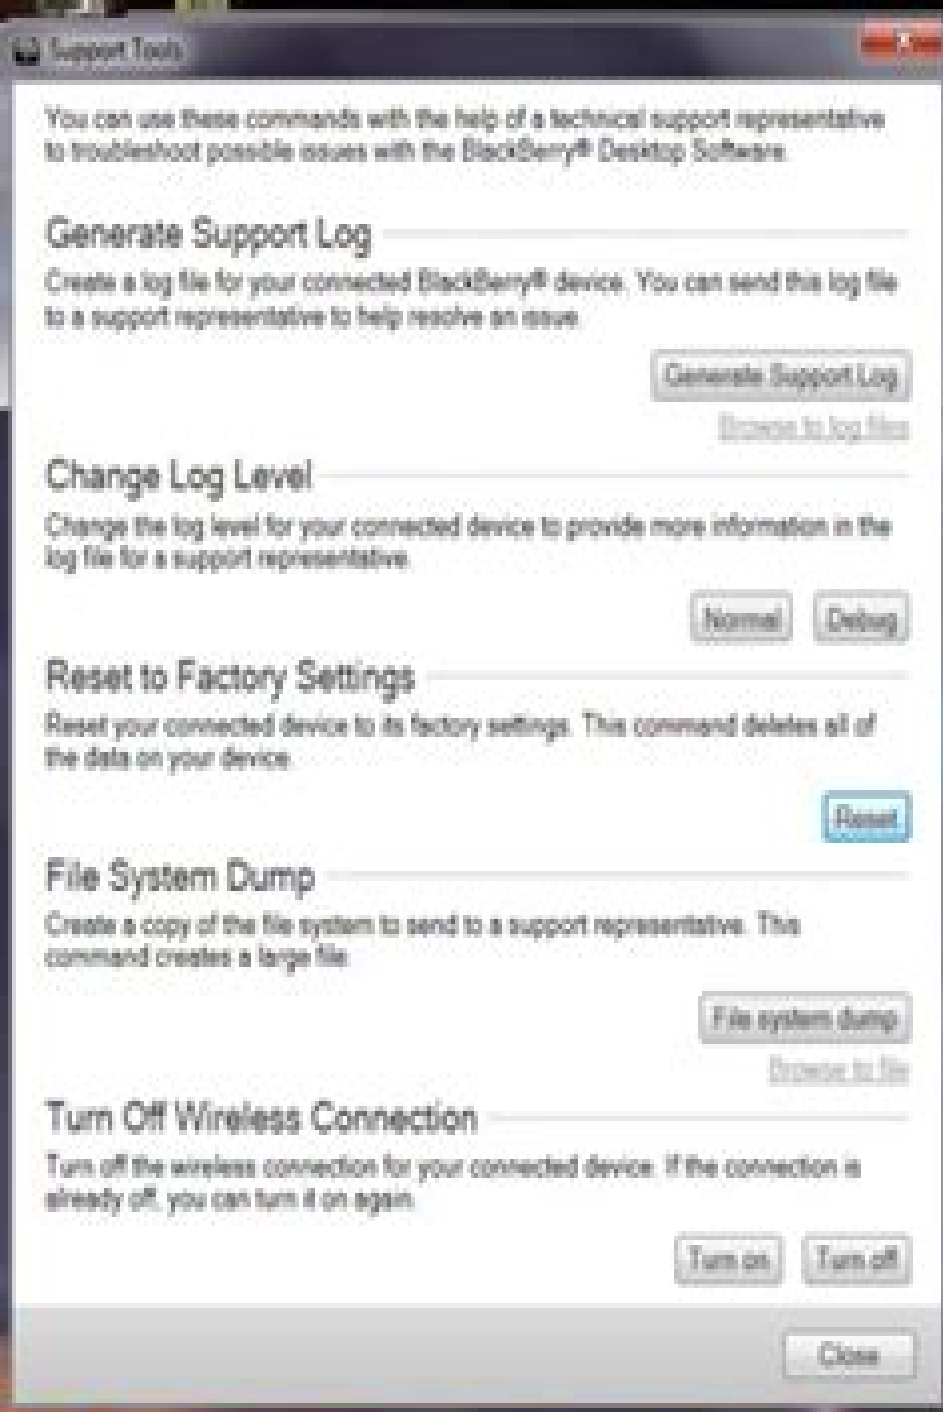 Support Tools
You can use these commands with the help of a technical support representative
to troubleshoot possible issues with the BlackBerry® Desktop Software.
Generate Support Log
Create a log file for your connected BlackBerry® device. You can send this log file
to a support representative to help resolve an issue.
Generate Support Log
Browse to log files
Change Log Level
Change the log level for your connected device to provide more information in the
log file for a support representative.
Normal Debug
Reset to Factory Settings
Reset your connected device to its factory settings. This command deletes all of
the data on your device.
Reset
File System Dump
Create a copy of the file system to send to a support representative. This
command creates a large file.
File system dump
Browse to file
Turn Off Wireless Connection
Turn off the wireless connection for your connected device. If the connection is
already off, you can turn it on again.
Turn on Turn off
Close